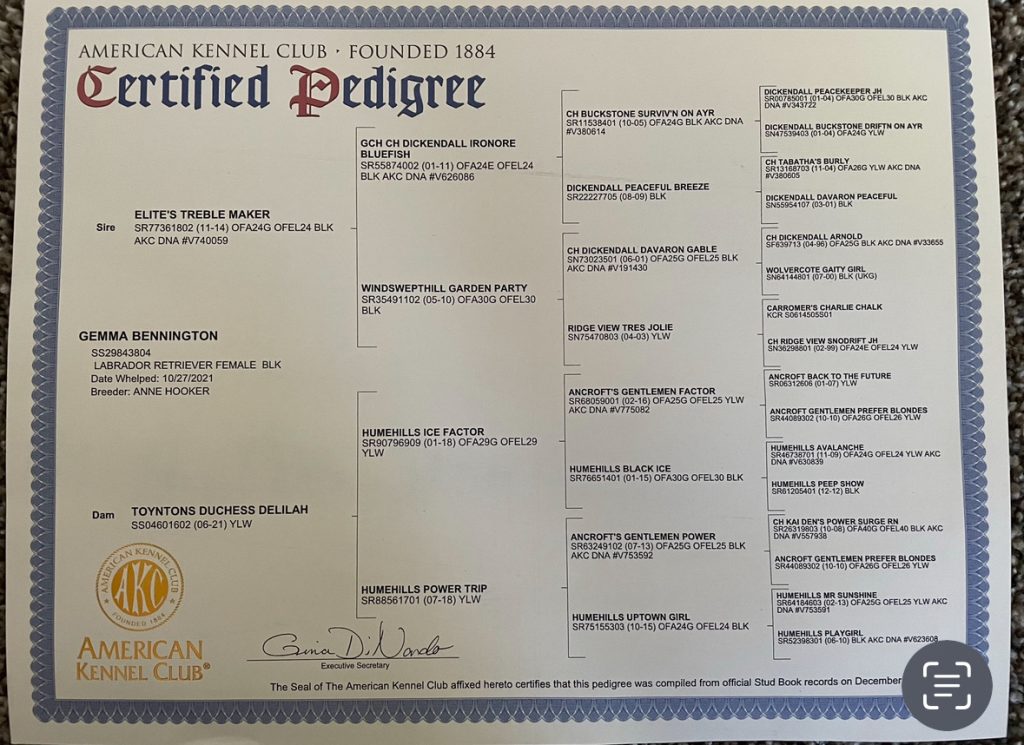 AMERICAN KENNEL CLUB · FOUNDED 1884
Certified Pedigree
GCH CH DICKENDALL IRONORE
BLUEFISH
SR55874002 (01-11) OFA24E OFEL24
BLK AKC DNA #V626086
CH BUCKSTONE SURVIV'N ON AYR
SR11538401 (10-05) OFA24G BLK AKC DNA
#V380614
DICKENDALL PEACEKEEPER JH
SR00785001 (01-04) OFA30G OFEL30 BLK AKC
DNA #V343722
DICKENDALL BUCKSTONE DRIFTN ON AYR
SN47539403 (01-04) OFA24G YLW
DICKENDALL PEACEFUL BREEZE
SR22227705 (08-09) BLK
CH TABATHA'S BURLY
SR13168703 (11-04) OFA26G YLW AKC DNA
#V380605
DICKENDALL DAVARON PEACEFUL
SN55954107 (03-01) BLK
Sire
ELITE'S TREBLE MAKER
SR77361802 (11-14) OFA24G OFEL24 BLK
AKC DNA #V740059
WINDSWEPTHILL GARDEN PARTY
SR35491102 (05-10) OFA30G OFEL30
BLK
CH DICKENDALL DAVARON GABLE
SN73023501 (06-01) OFA25G OFEL25 BLK
AKC DNA #V191430
CH DICKENDALL ARNOLD
SF639713 (04-96) OFA25G BLK AKC DNA #V33655
WOLVERCOTE GAITY GIRL
SN64144801 (07-00) BLK (UKG)
RIDGE VIEW TRES JOLIE
SN75470803 (04-03) YLW
CARROMER'S CHARLIE CHALK
KCR S0614505S01
CH RIDGE VIEW SNODRIFT JH
SN36298801 (02-99) OFA24E OFEL24 YLW
GEMMA BENNINGTON
SS29843804
LABRADOR RETRIEVER FEMALE BLK
Date Whelped: 10/27/2021
Breeder: ANNE HOOKER
HUMEHILLS ICE FACTOR
SR90796909 (01-18) OFA29G OFEL29
YLW
ANCROFT'S GENTLEMEN FACTOR
SR68059001 (02-16) OFA25G OFEL25 YLW
AKC DNA #V775082
ANCROFT BACK TO THE FUTURE
SR06312606 (01-07) YLW
ANCROFT GENTLEMEN PREFER BLONDES
SR44089302 (10-10) OFA26G OFEL26 YLW
HUMEHILLS BLACK ICE
SR76651401 (01-15) OFA30G OFEL30 BLK
HUMEHILLS AVALANCHE
SR46738701 (11-09) OFA24G OFEL24 YLW AKC
DNA #V630839
HUMEHILLS PEEP SHOW
SR61205401 (12-12) BLK
Dam
TOYNTONS DUCHESS DELILAH
SS04601602 (06-21) YLW
HUMEHILLS POWER TRIP
SR88561701 (07-18) YLW
ANCROFT'S GENTLEMEN POWER
SR63249102 (07-13) OFA25G OFEL25 BLK
AKC DNA #V753592
CH KAI DEN'S POWER SURGE RN
SR26319803 (10-08) OFA40G OFEL40 BLK AKC
DNA #V557938
ANCROFT GENTLEMEN PREFER BLONDES
SR44089302 (10-10) OFA26G OFEL26 YLW
HUMEHILLS UPTOWN GIRL
SR75155303 (10-15) OFA24G OFEL24 BLK
HUMEHILLS MR SUNSHINE
SR64184603 (02-13) OFA25G OFEL25 YLW AKC
DNA #V753591
HUMEHILLS PLAYGIRL
SR52398301 (06-10) BLK AKC DNA #V623608
AMERICAN KENNEL CLUB
AKC
FOUNDED 1884
AMERICAN
KENNEL CLUB®
Gina DiNardo
Executive Secretary
The Seal of The American Kennel Club affixed hereto certifies that this pedigree was compiled from official Stud Book records on December